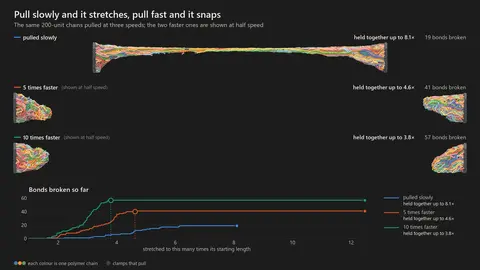 Pull slowly and it stretches, pull fast and it snaps
The same 200-unit chains pulled at three speeds; the two faster ones are shown at half speed
pulled slowly
held together up to 8.1× 19 bonds broken
5 times faster (shown at half speed)
held together up to 4.6× 41 bonds broken
10 times faster (shown at half speed)
held together up to 3.8× 57 bonds broken
Bonds broken so far
60
40
20
0
2 4 6 8 10 12
stretched to this many times its starting length
pulled slowly
held together up to 8.1×
5 times faster
held together up to 4.6×
10 times faster
held together up to 3.8×
each colour is one polymer chain clamps that pull